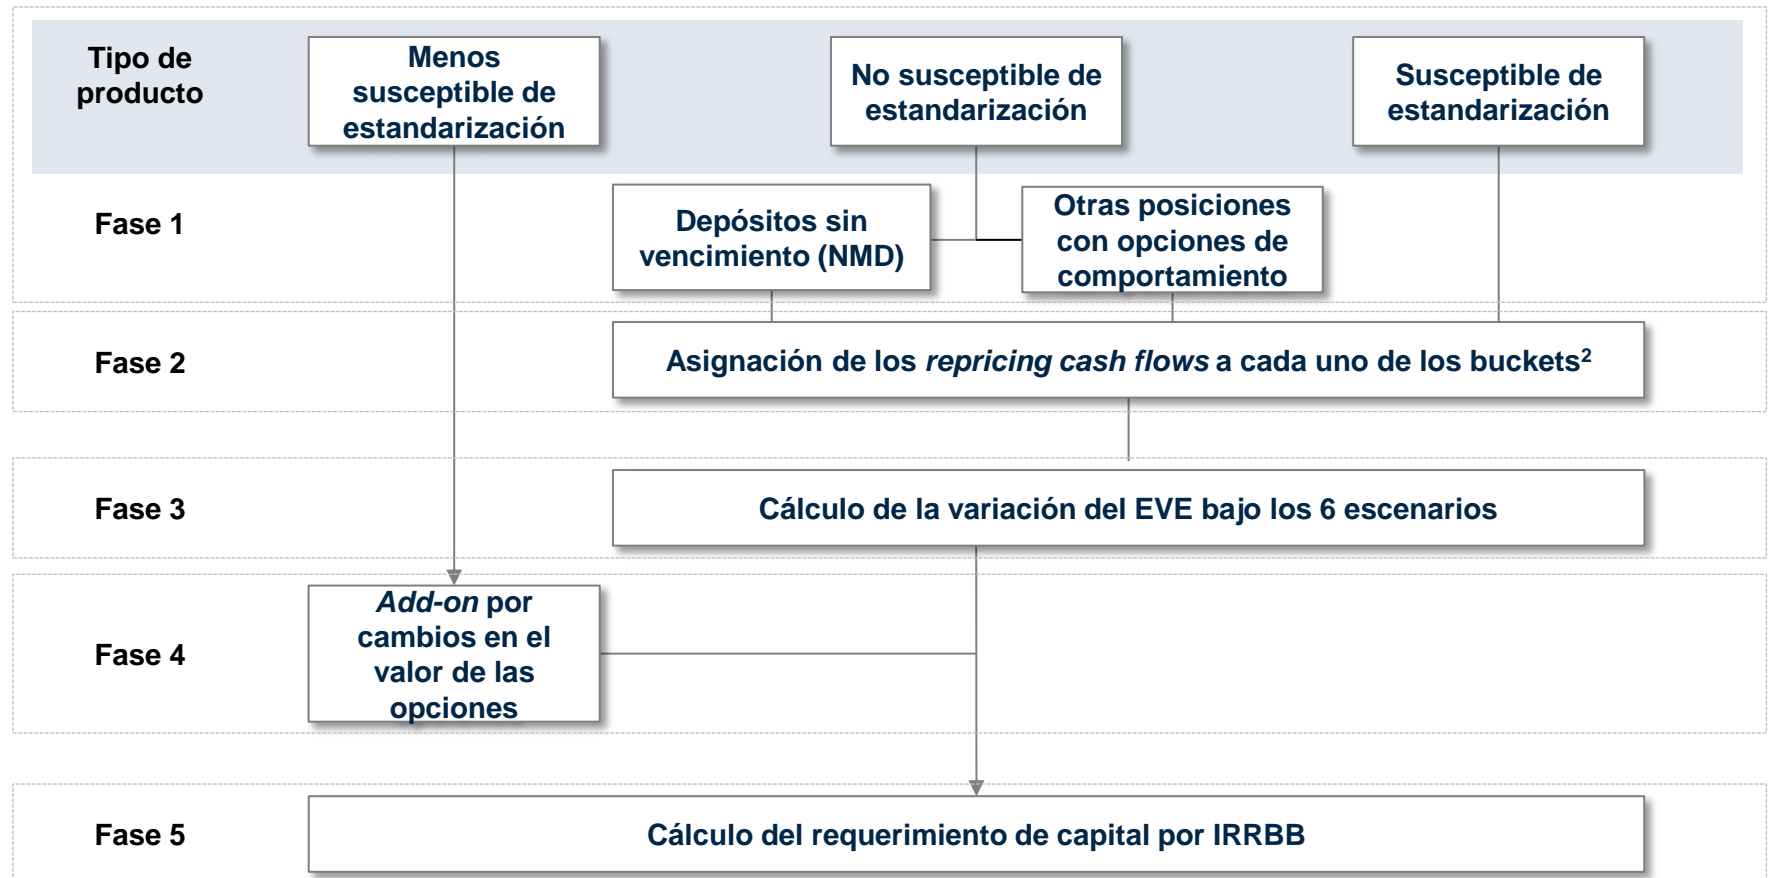 Tipo de
producto
Menos
susceptible de
estandarización
No susceptible de
estandarización
Susceptible de
estandarización
Fase 1
Depósitos sin
vencimiento (NMD)
Otras posiciones
con opciones de
comportamiento
Fase 2
Asignación de los repricing cash flows a cada uno de los buckets²
Fase 3
Cálculo de la variación del EVE bajo los 6 escenarios
Fase 4
Add-on por
cambios en el
valor de las
opciones
Fase 5
Cálculo del requerimiento de capital por IRRBB